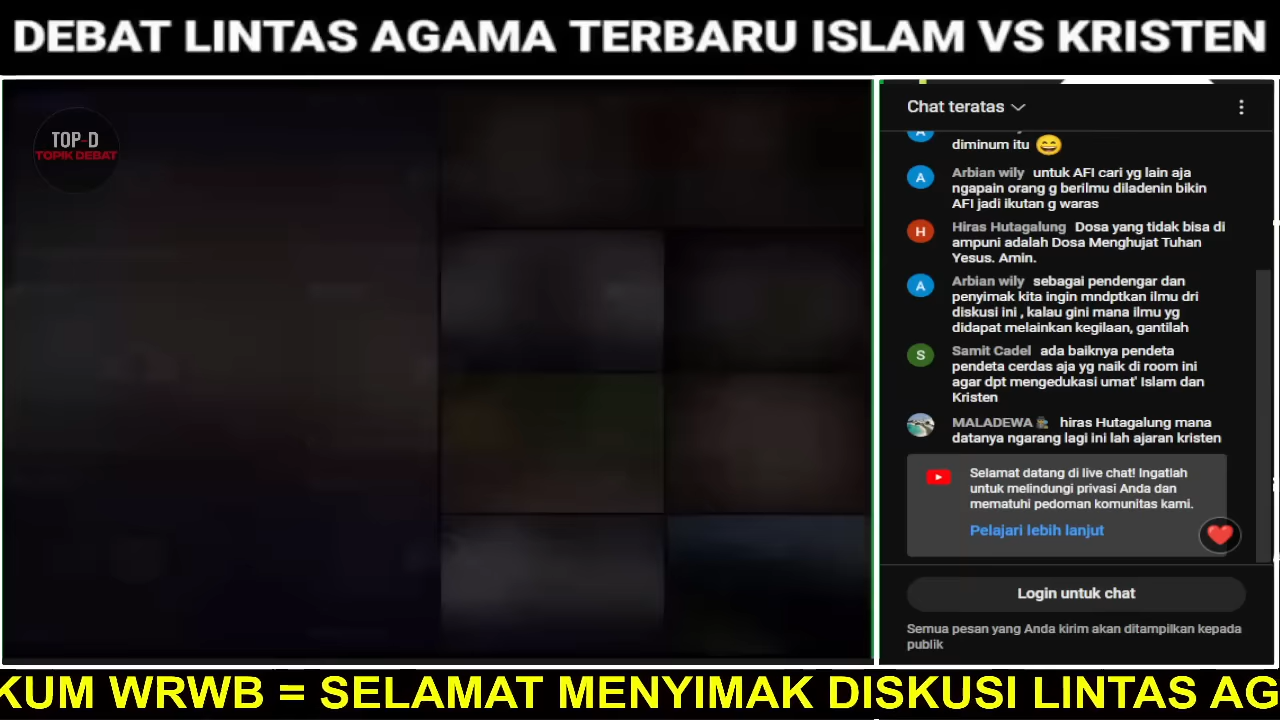 DEBAT LINTAS AGAMA TERBARU ISLAM VS KRISTEN
TOP-D
TOPIK DEBAT
Chat teratas
diminum itu 😄
Arbian wily untuk AFI cari yg lain aja
ngapain orang g berilmu diladenin bikin
AFI jadi ikutan g waras
Hiras Hutagalung Dosa yang tidak bisa di
ampuni adalah Dosa Menghujat Tuhan
Yesus. Amin.
Arbian wily sebagai pendengar dan
penyimak kita ingin mndptkan ilmu dri
diskusi ini , kalau gini mana ilmu yg
didapat melainkan kegilaan, gantilah
Samit Cadel ada baiknya pendeta
pendeta cerdas aja yg naik di room ini
agar dpt mengedukasi umat' Islam dan
Kristen
MALADEWA hiras Hutagalung mana
datanya ngarang lagi ini lah ajaran kristen
Selamat datang di live chat! Ingatlah
untuk melindungi privasi Anda dan
mematuhi pedoman komunitas kami.
Pelajari lebih lanjut
Login untuk chat
Semua pesan yang Anda kirim akan ditampilkan kepada
publik
KUM WRWB = SELAMAT MENYIMAK DISKUSI LINTAS AG